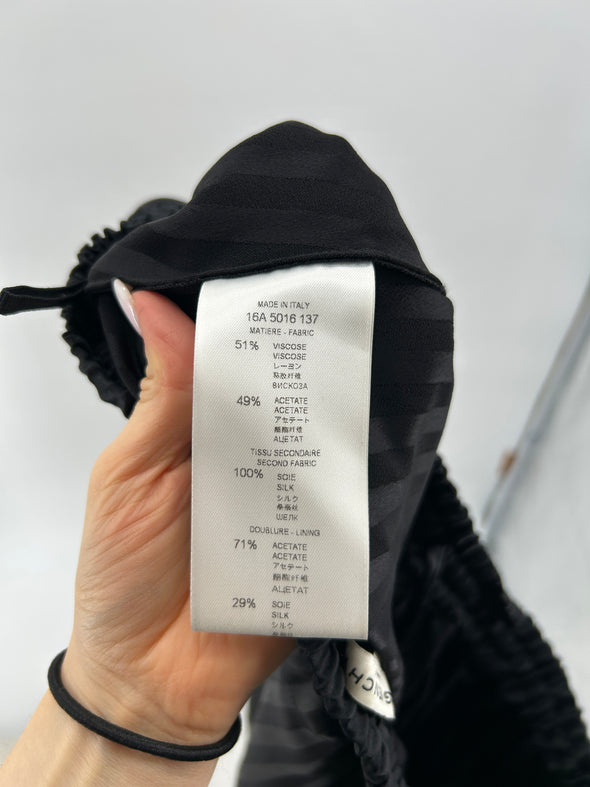 MADE IN ITALY
16A 5016 137
MATIERE - FABRIC
51% VISCOSE
VISCOSE
レーヨン
粘胶纤维
ВИСКОЗА
49% ACETATE
ACETATE
アセテート
醋酯纤维
АЦЕТАТ
TISSU SECONDAIRE
SECOND FABRIC
100% SOIE
SILK
シルク
桑蚕丝
ШЕЛК
DOUBLURE - LINING
71% ACETATE
ACETATE
アセテート
醋酯纤维
АЦЕТАТ
29% SOIE
SILK
シルク